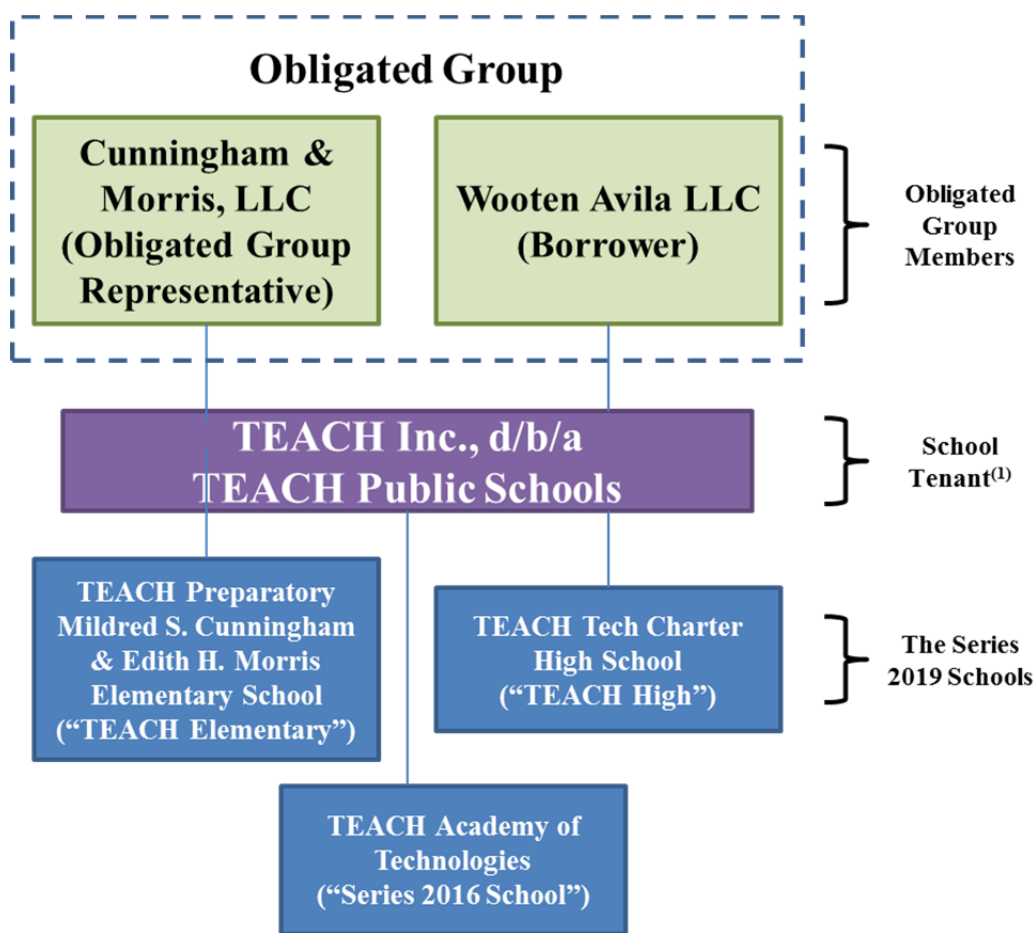 Obligated Group
Cunningham &
Morris, LLC
(Obligated Group
Representative)
Wooten Avila LLC
(Borrower)
Obligated
Group
Members
TEACH Inc., d/b/a
TEACH Public Schools
School
Tenant(1)
TEACH Preparatory
Mildred S. Cunningham
& Edith H. Morris
Elementary School
(“TEACH Elementary”)
TEACH Tech Charter
High School
(“TEACH High”)
The Series
2019 Schools
TEACH Academy of
Technologies
(“Series 2016 School”)